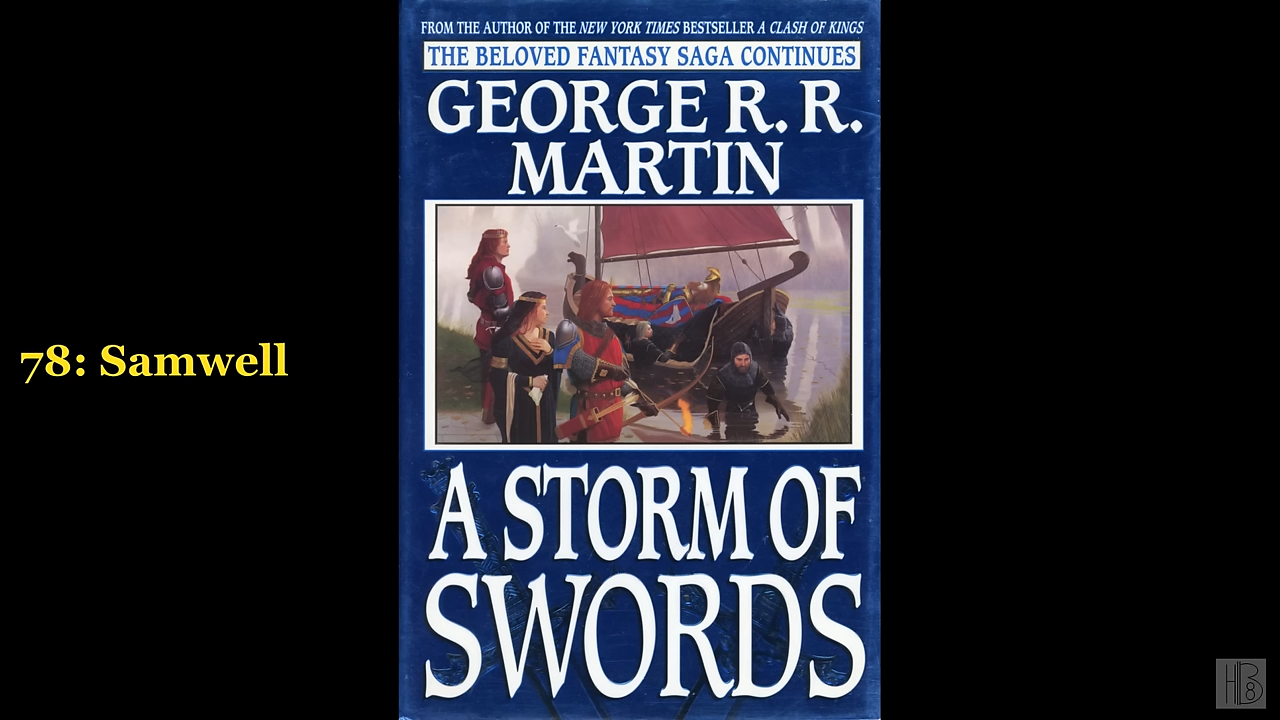 FROM THE AUTHOR OF THE NEW YORK TIMES BESTSELLER A CLASH OF KINGS
THE BELOVED FANTASY SAGA CONTINUES
GEORGE R. R.
MARTIN
78: Samwell
A STORM OF
SWORDS
HB8